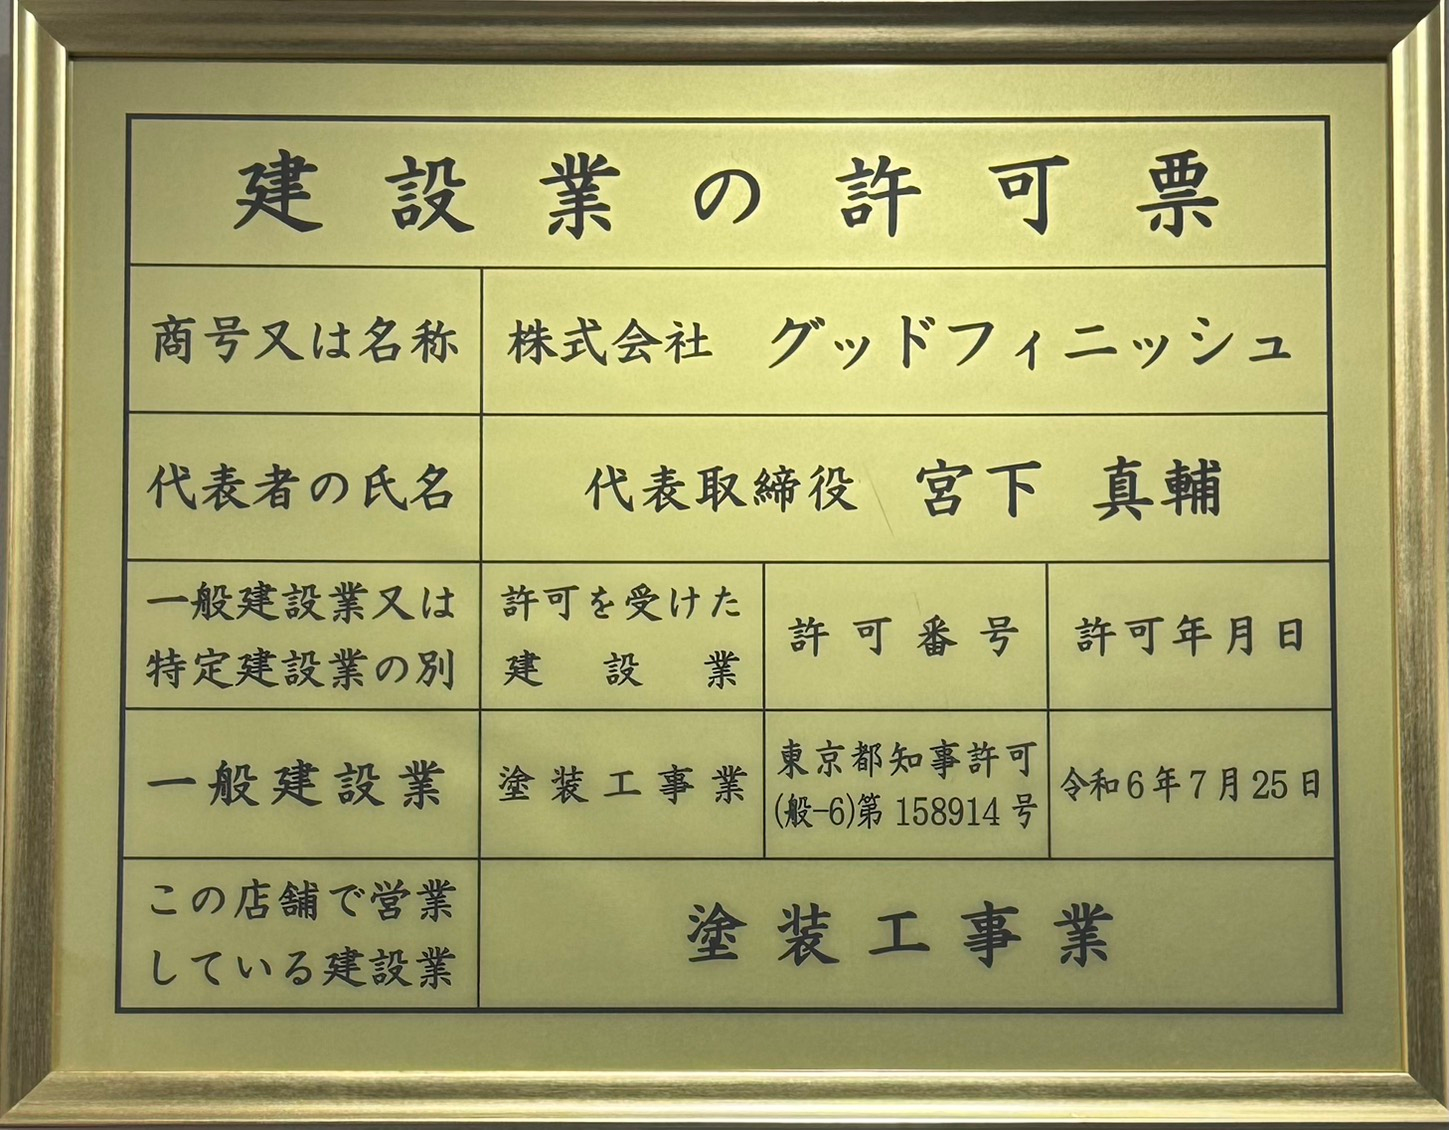 建設業の許可票
商号又は名称
株式会社 グッドフィニッシュ
代表者の氏名
代表取締役 宮下 真輔
一般建設業又は
特定建設業の別
許可を受けた
建設業
許可番号
許可年月日
一般建設業
塗装工事業
東京都知事許可
(般-6)第 158914 号
令和6年7月25日
この店舗で営業
している建設業
塗装工事業